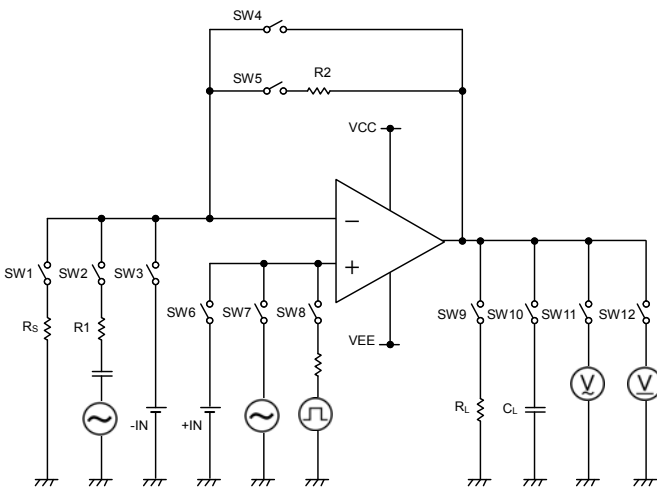 SW4
SW5 R2
VCC
SW1 SW2 SW3
SW6 SW7 SW8
SW9 SW10 SW11 SW12
VEE
RS R1
-IN +IN
RL CL
V V
− +